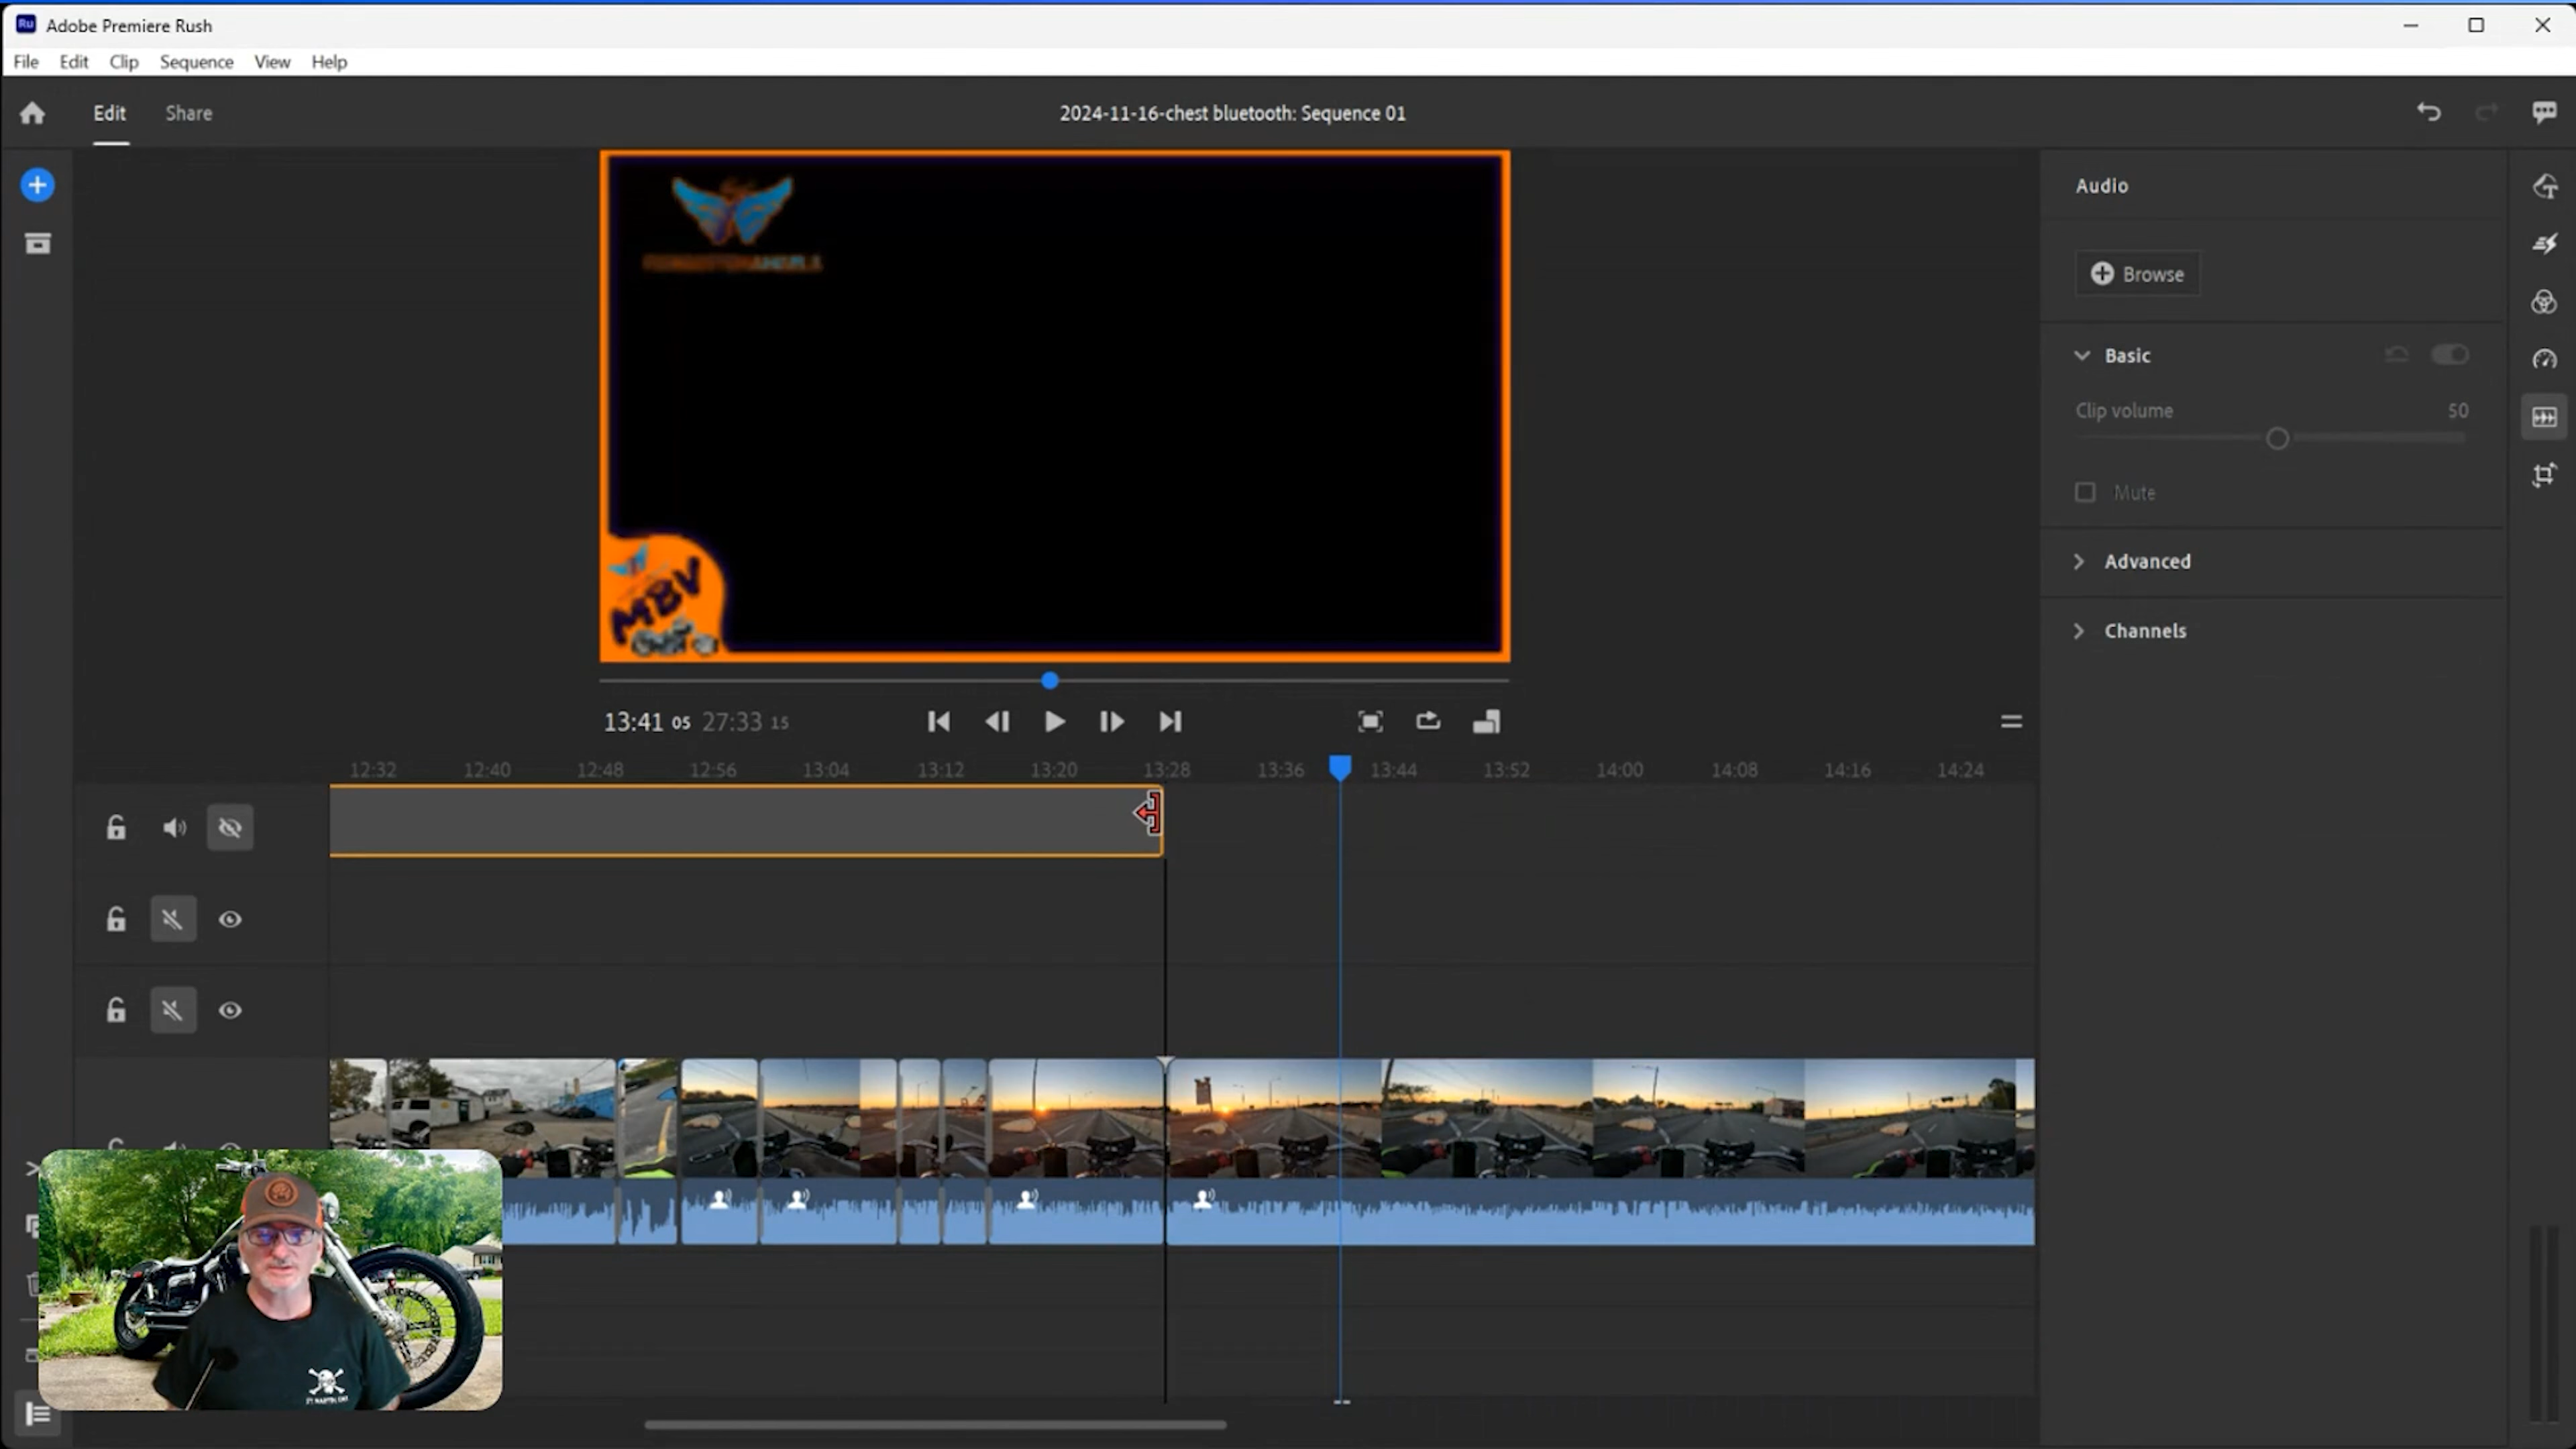 Ru Adobe Premiere Rush
File Edit Clip Sequence View Help
Edit Share
2024-11-16-chest bluetooth: Sequence 01
Audio
Browse
Basic
Clip volume 50
Mute
Advanced
Channels
MBV
13:41 05 27:33 15
12:32 12:40 12:48 12:56 13:04 13:12 13:20 13:28 13:36 13:44 13:52 14:00 14:08 14:16 14:24